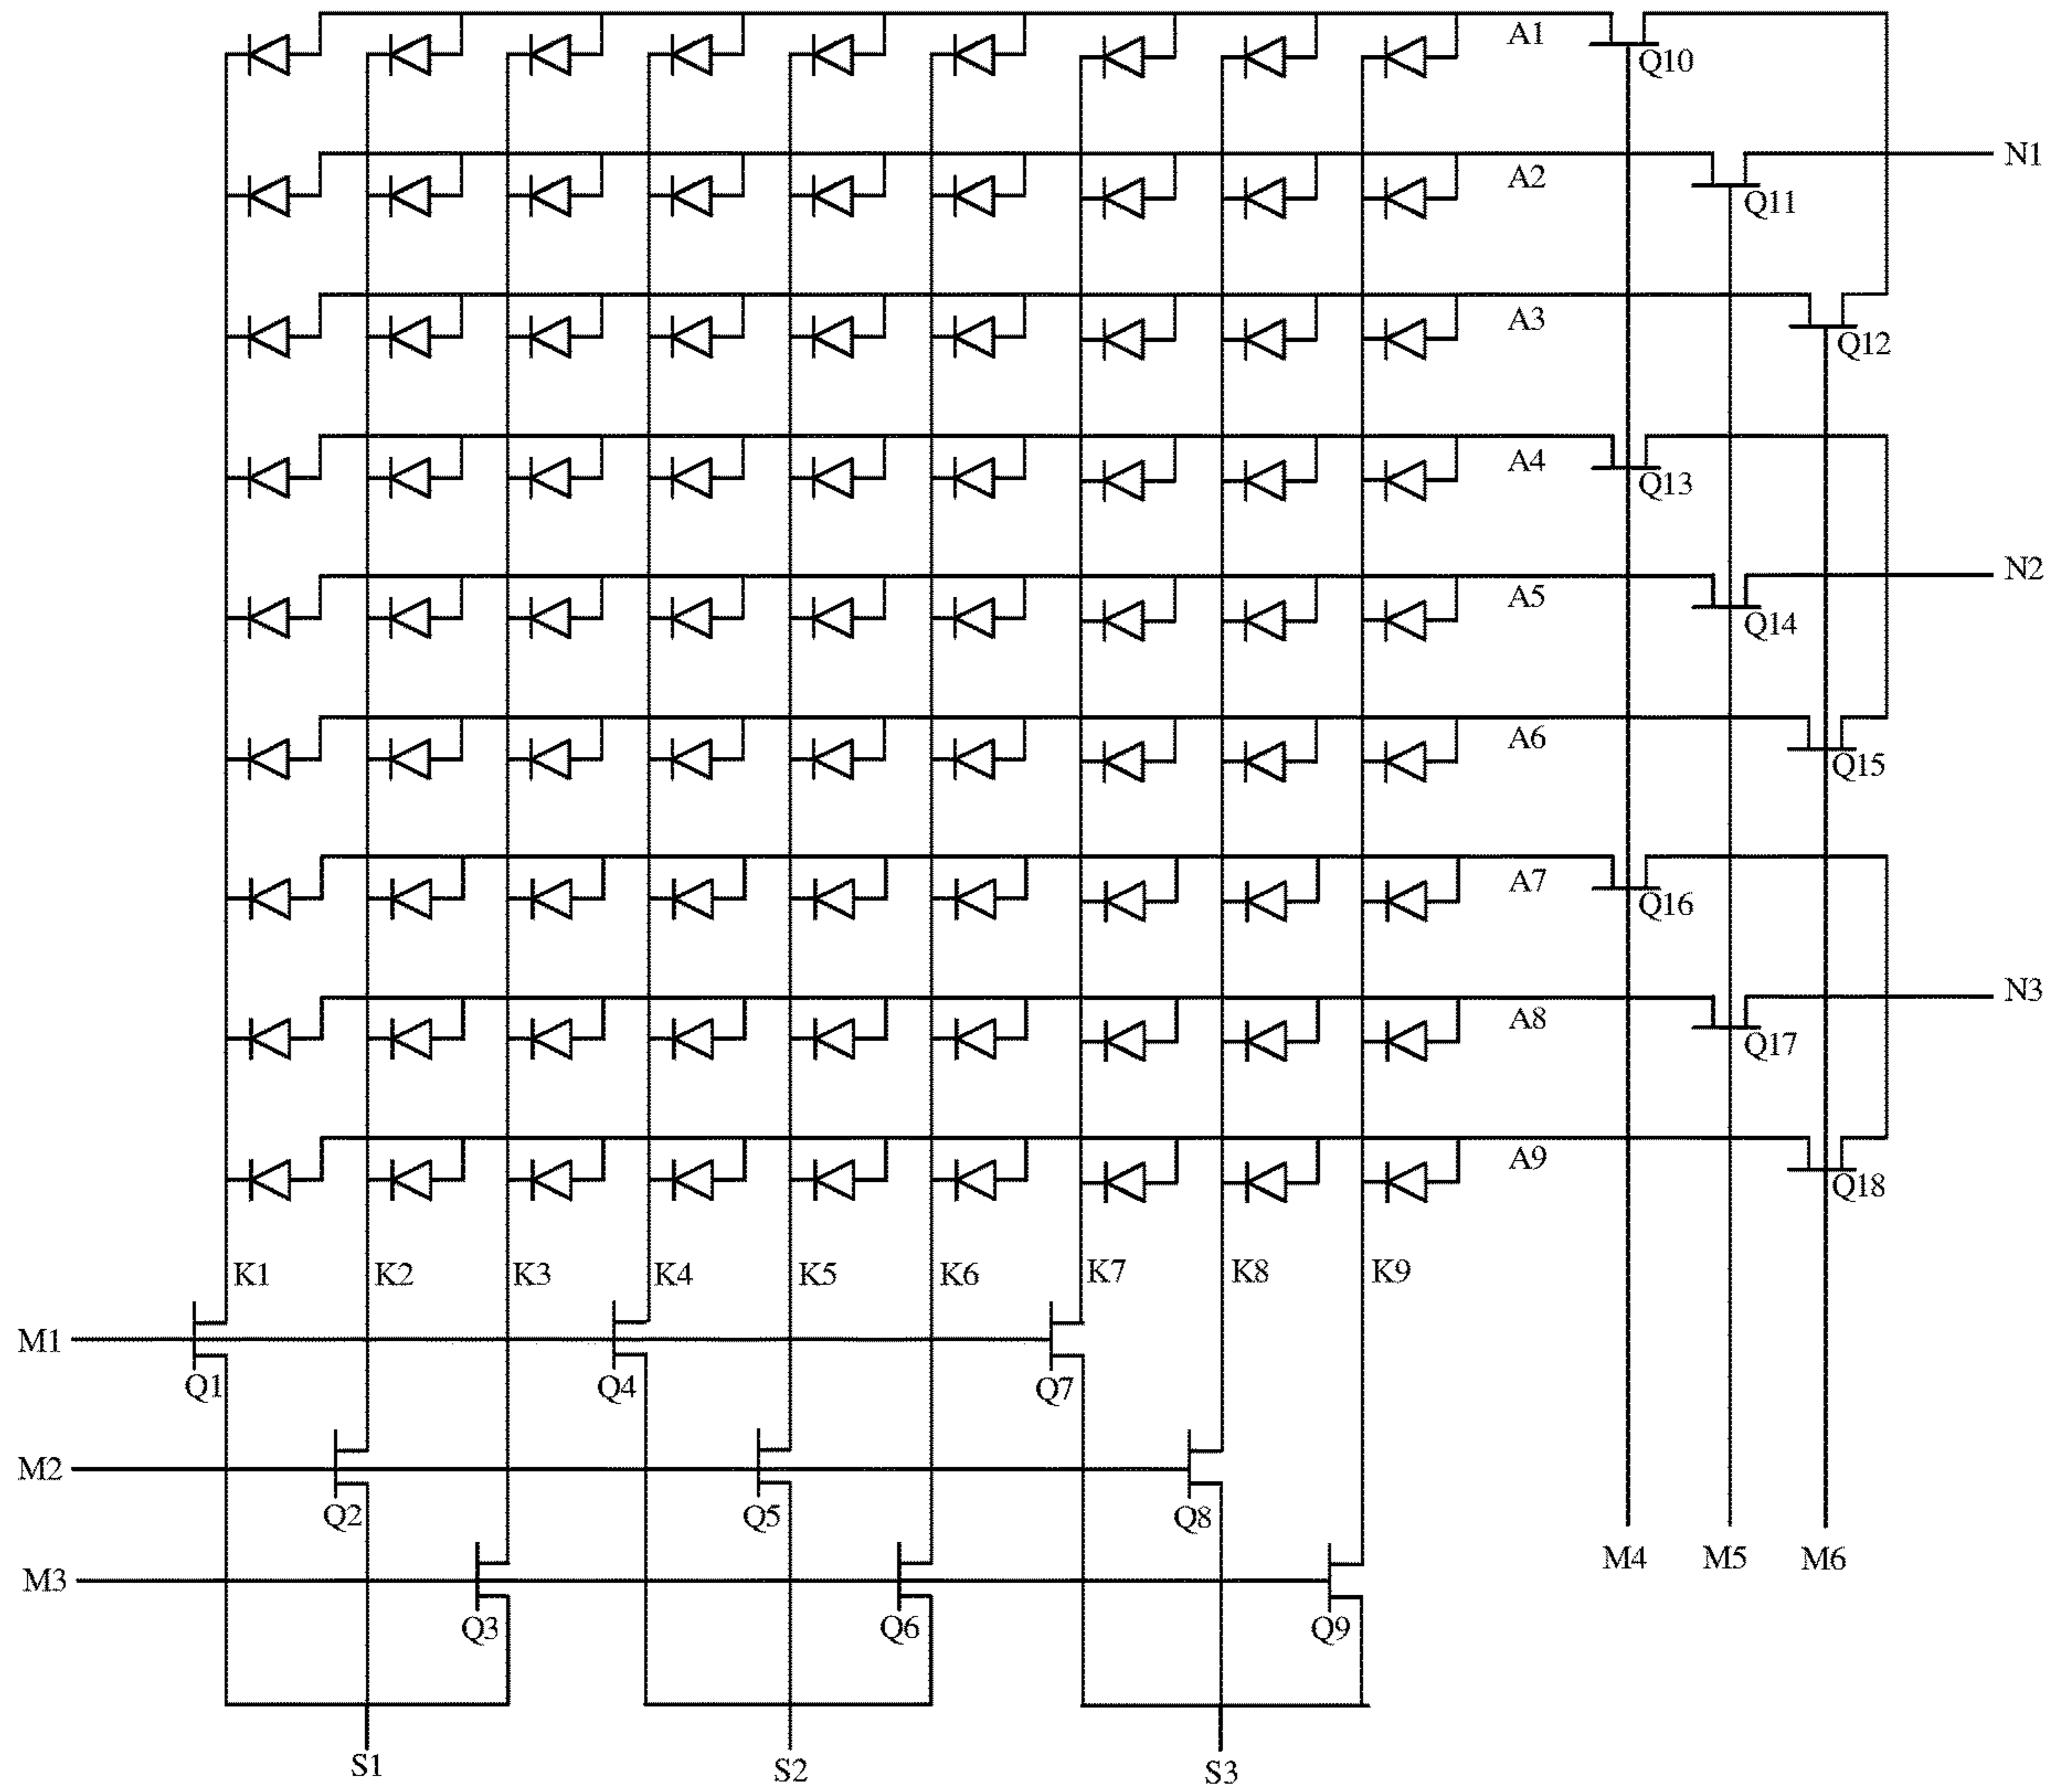 A1
Q10
N1
A2
Q11
A3
Q12
A4
Q13
N2
A5
Q14
A6
Q15
A7
Q16
N3
A8
Q17
A9
Q18
K1 K2 K3 K4 K5 K6 K7 K8 K9
M1
Q1 Q4 Q7
M2
Q2 Q5 Q8
M4 M5 M6
M3
Q3 Q6 Q9
S1 S2 S3